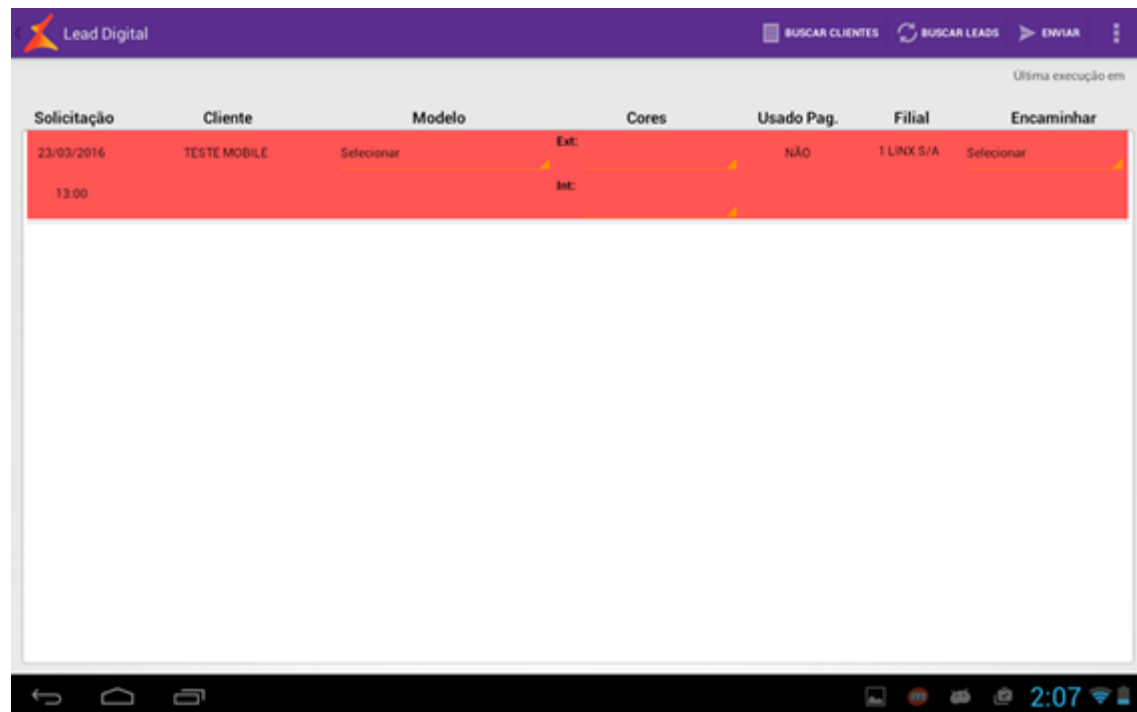 Lead Digital BUSCAR CLIENTES BUSCAR LEADS ENVIAR
Última execução em
Solicitação Cliente Modelo Cores Usado Pag. Filial Encaminhar
23/03/2016 TESTE MOBILE Selecionar Ext: NÃO 1 LINX S/A Selecionar
13:00 Int:
2:07